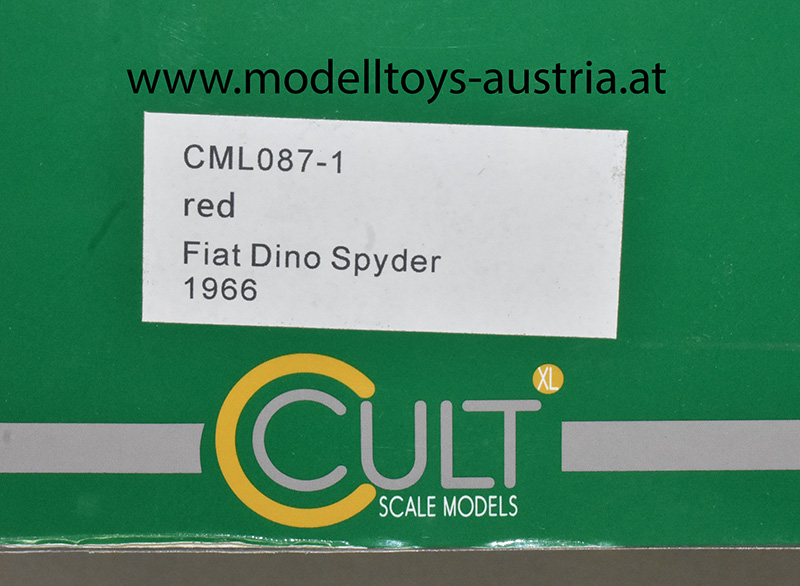 www.modelltoys-austria.at
CML087-1
red
Fiat Dino Spyder
1966
XL
CULT
SCALE MODELS